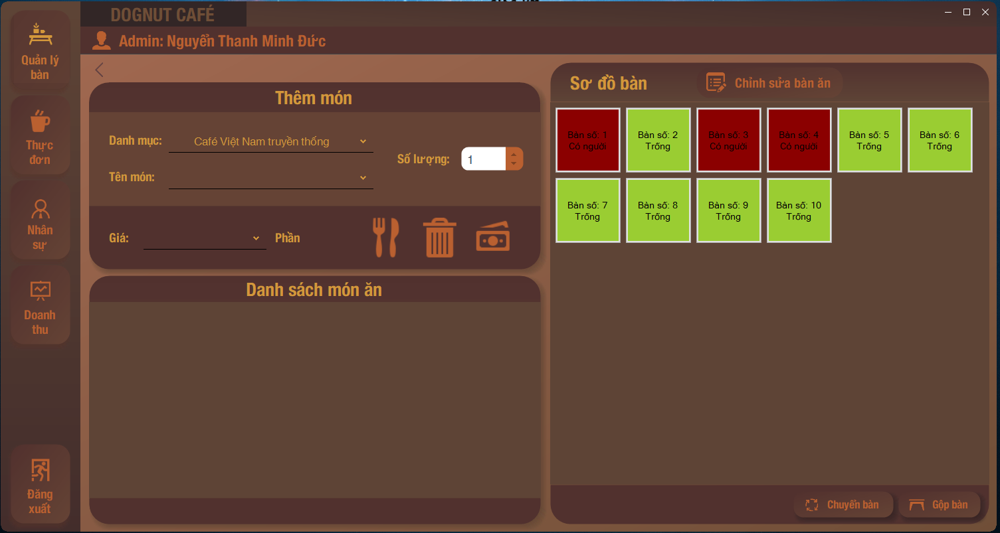 DOGNUT CAFÉ
Admin: Nguyễn Thanh Minh Đức
Quản lý
bàn
Thực
đơn
Nhân
sự
Doanh
thu
Đăng
xuất
Thêm món
Danh mục:
Café Việt Nam truyền thống
Tên món:
Số lượng:
1
Giá:
Phần
Danh sách món ăn
Sơ đồ bàn
Chỉnh sửa bàn ăn
Bàn số: 1
Có người
Bàn số: 2
Trống
Bàn số: 3
Có người
Bàn số: 4
Có người
Bàn số: 5
Trống
Bàn số: 6
Trống
Bàn số: 7
Trống
Bàn số: 8
Trống
Bàn số: 9
Trống
Bàn số: 10
Trống
Chuyển bàn
Gộp bàn